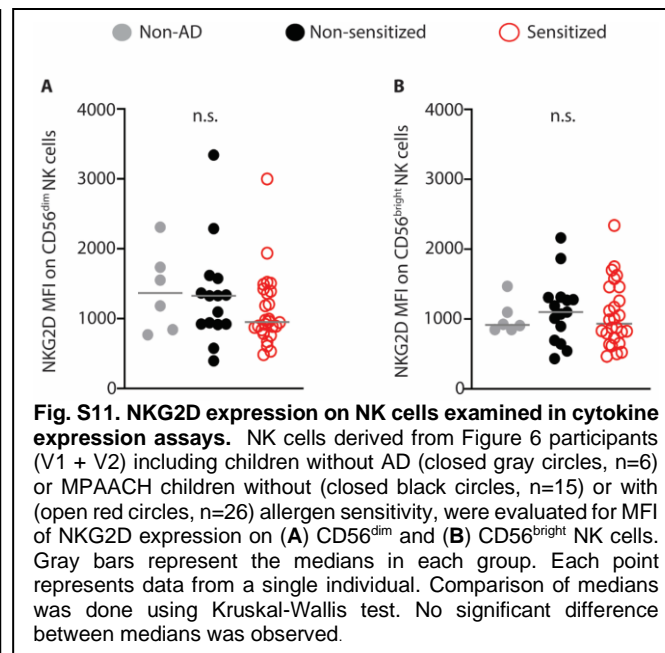 Non-AD Non-sensitized Sensitized
A B
n.s. n.s.
NKG2D MFI on CD56dim NK cells
4000
3000
2000
1000
0
NKG2D MFI on CD56bright NK cells
4000
3000
2000
1000
0
Fig. S11. NKG2D expression on NK cells examined in cytokine
expression assays. NK cells derived from Figure 6 participants
(V1 + V2) including children without AD (closed gray circles, n=6)
or MPAACH children without (closed black circles, n=15) or with
(open red circles, n=26) allergen sensitivity, were evaluated for MFI
of NKG2D expression on (A) CD56dim and (B) CD56bright NK cells.
Gray bars represent the medians in each group. Each point
represents data from a single individual. Comparison of medians
was done using Kruskal-Wallis test. No significant difference
between medians was observed.